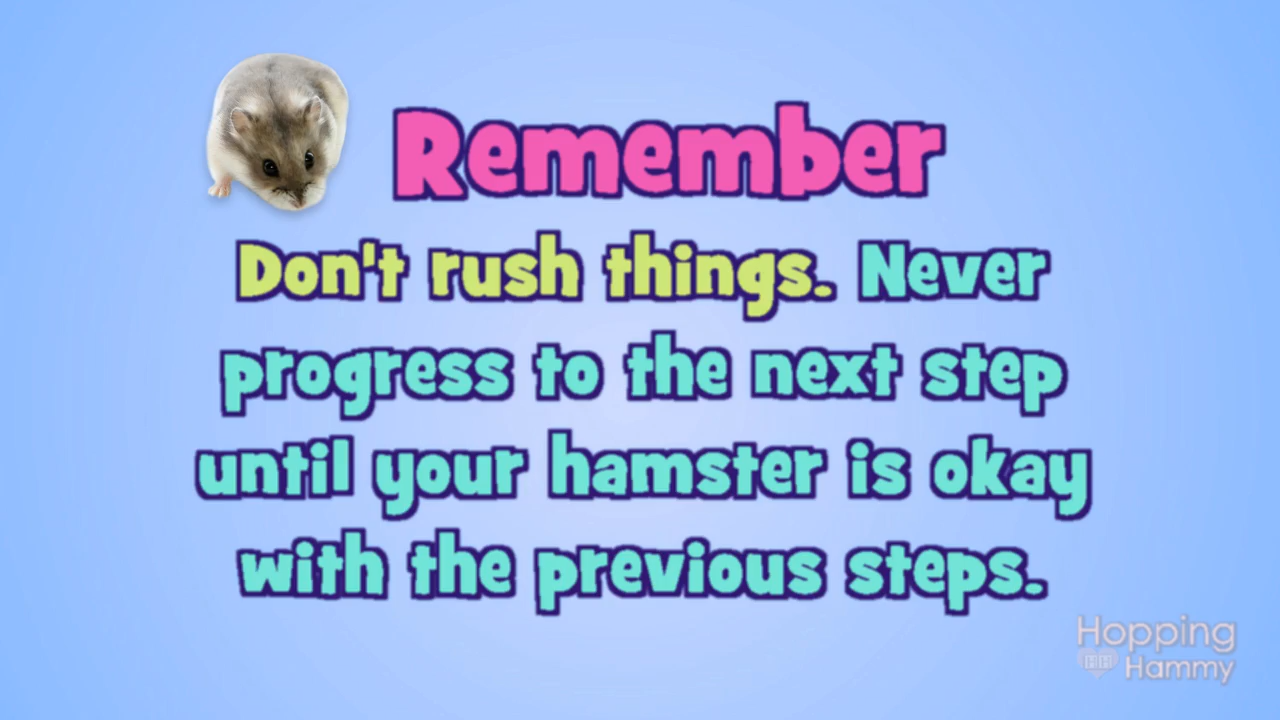 Remember
Don't rush things. Never
progress to the next step
until your hamster is okay
with the previous steps.
Hopping
HH Hammy